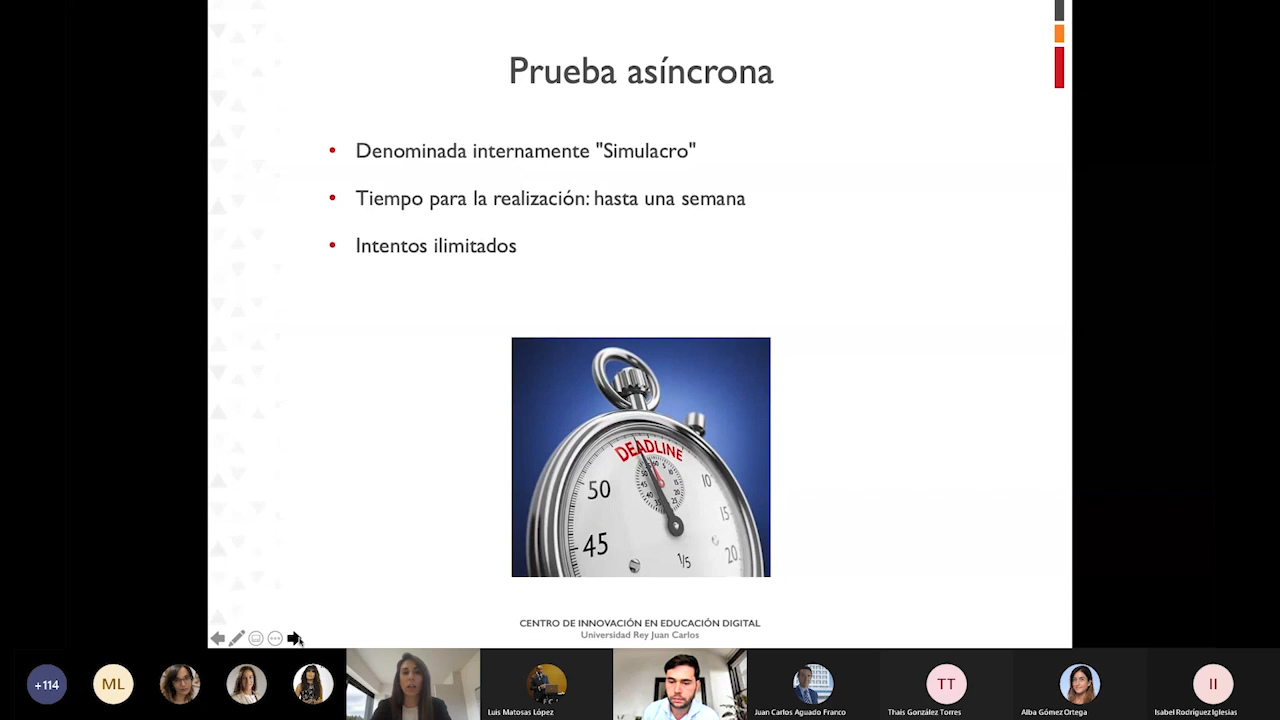 Prueba asíncrona
• Denominada internamente "Simulacro"
• Tiempo para la realización: hasta una semana
• Intentos ilimitados
DEADLINE
50
10
45
15
20
1/5
CENTRO DE INNOVACIÓN EN EDUCACIÓN DIGITAL
Universidad Rey Juan Carlos
+114
ML
Luis Matosas López
Juan Carlos Aguado Franco
TT
Thais González Torres
Alba Gómez Ortega
II
Isabel Rodríguez Iglesias